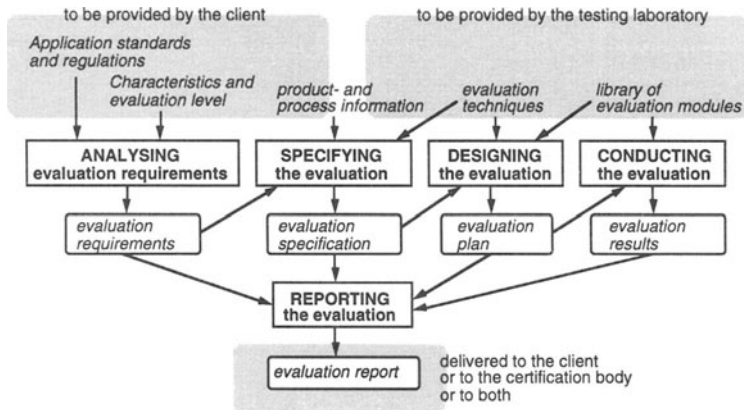 to be provided by the client
to be provided by the testing laboratory
Application standards
and regulations
Characteristics and
evaluation level
product- and
process information
evaluation
techniques
library of
evaluation modules
ANALYSING
evaluation requirements
SPECIFYING
the evaluation
DESIGNING
the evaluation
CONDUCTING
the evaluation
evaluation
requirements
evaluation
specification
evaluation
plan
evaluation
results
REPORTING
the evaluation
evaluation report
delivered to the client
or to the certification body
or to both